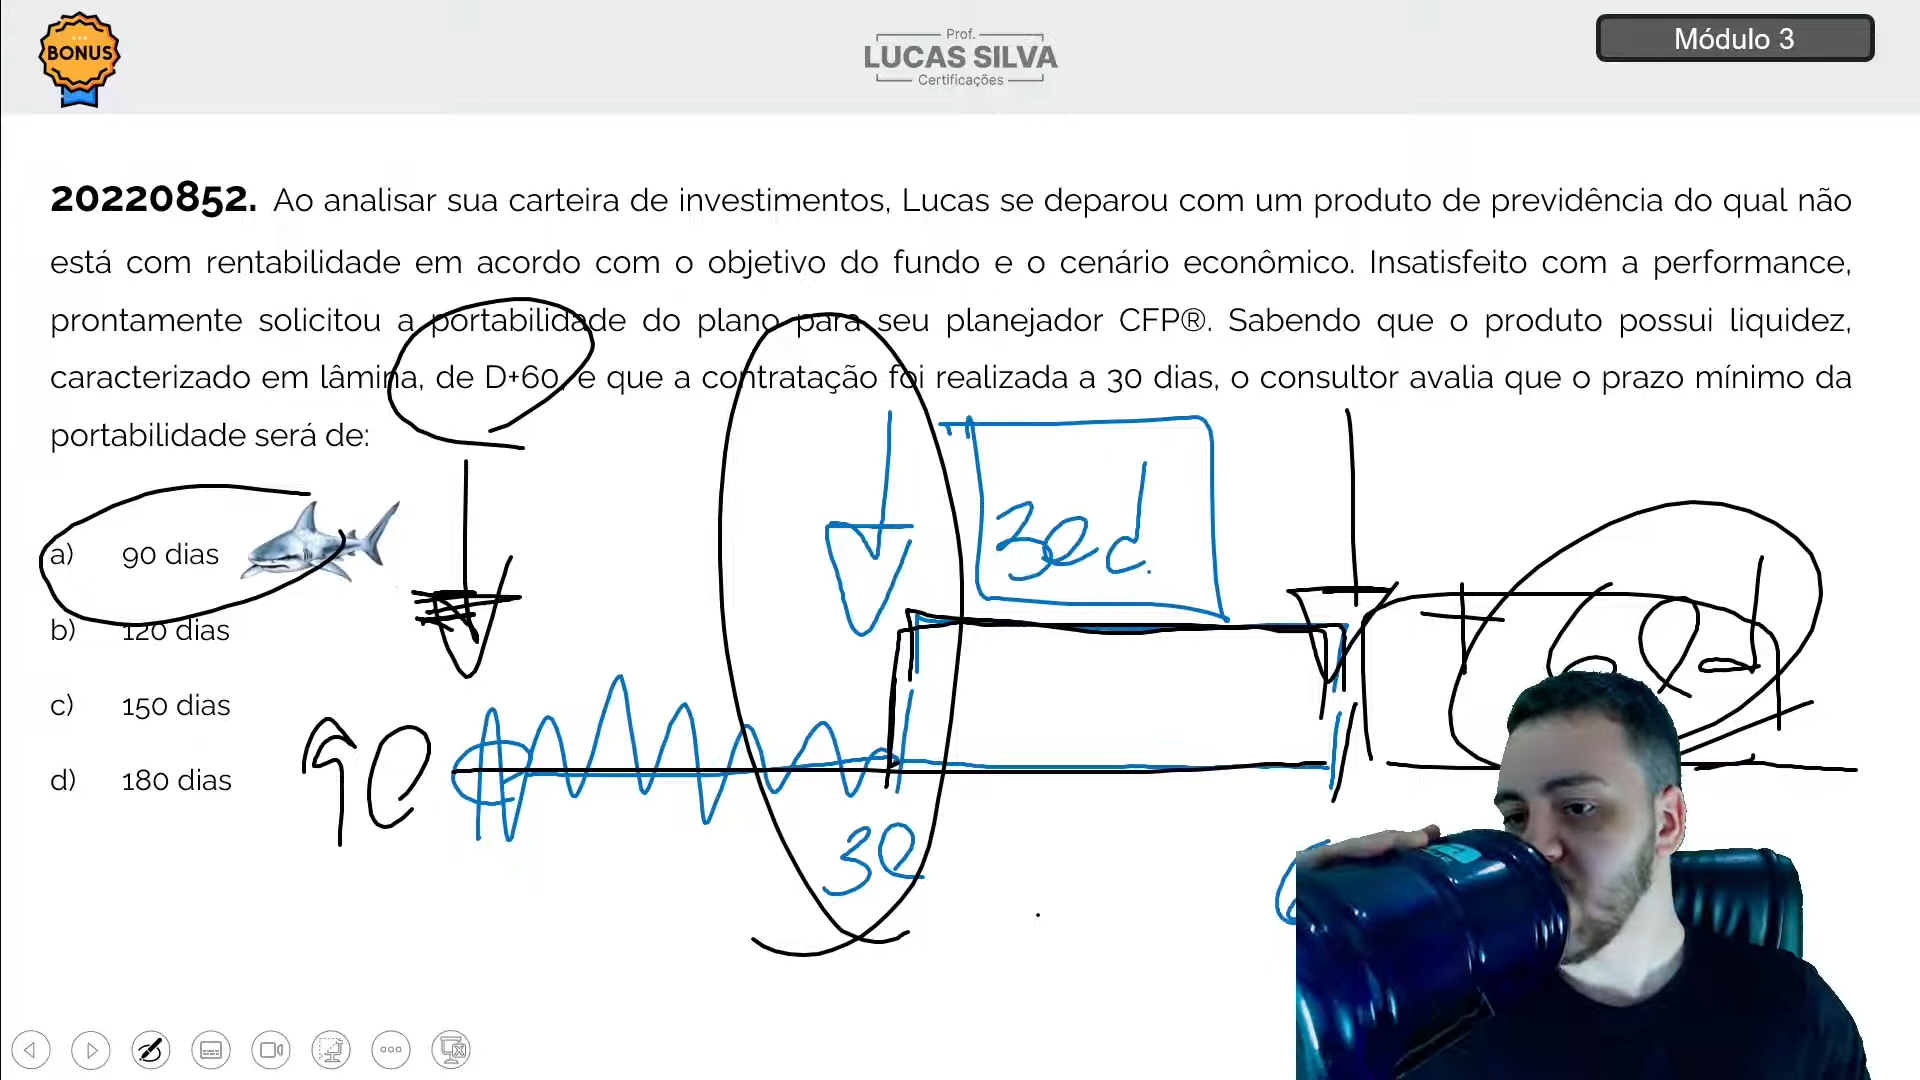 BONUS
Prof.
LUCAS SILVA
Certificações
Módulo 3
20220852. Ao analisar sua carteira de investimentos, Lucas se deparou com um produto de previdência do qual não
está com rentabilidade em acordo com o objetivo do fundo e o cenário econômico. Insatisfeito com a performance,
prontamente solicitou a portabilidade do plano para seu planejador CFP®. Sabendo que o produto possui liquidez,
caracterizado em lâmina, de D+60, e que a contratação foi realizada a 30 dias, o consultor avalia que o prazo mínimo da
portabilidade será de:
a) 90 dias
b) 120 dias
c) 150 dias
d) 180 dias
30d.
+60d
90
30